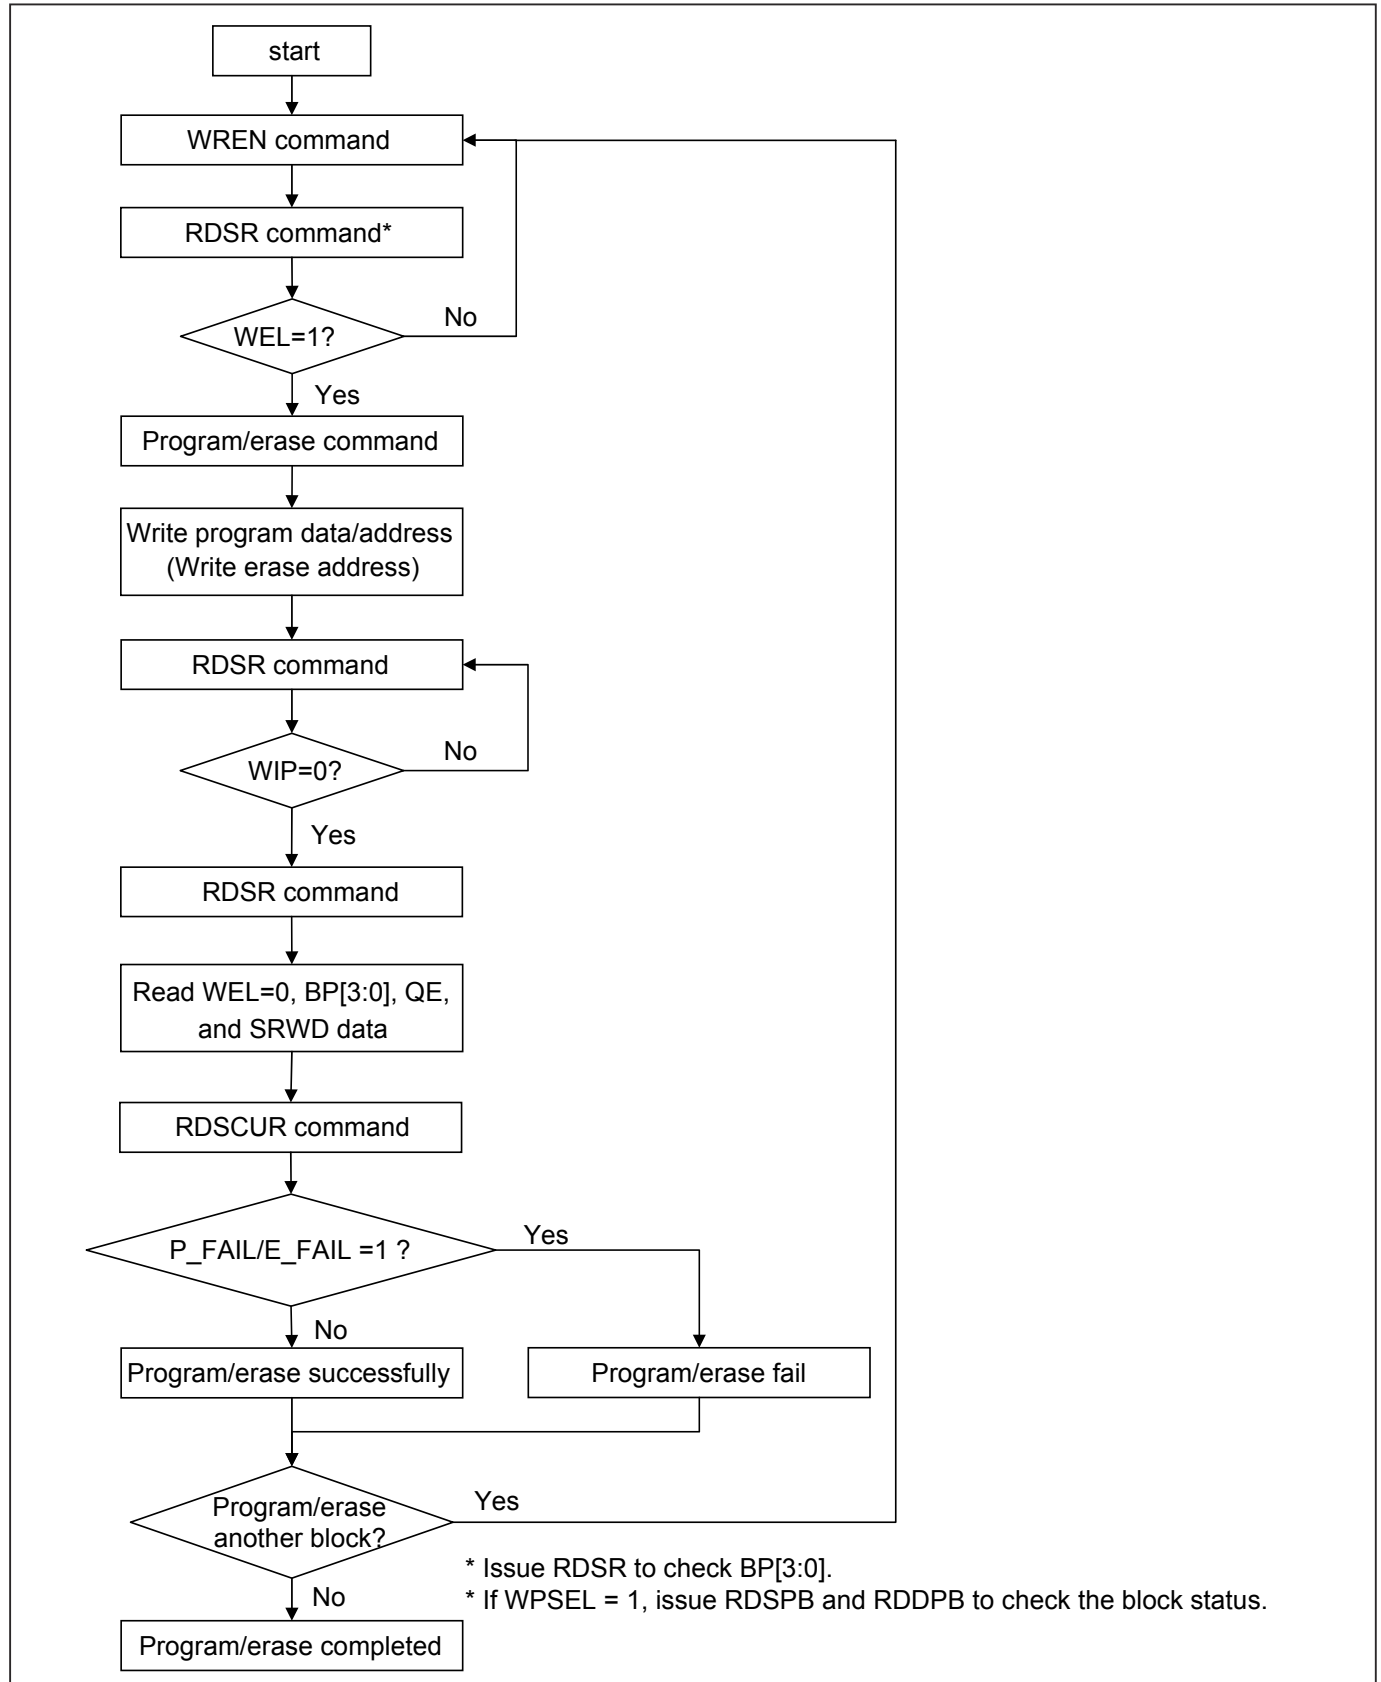 start
WREN command
RDSR command*
WEL=1?
No
Yes
Program/erase command
Write program data/address
(Write erase address)
RDSR command
WIP=0?
No
Yes
RDSR command
Read WEL=0, BP[3:0], QE,
and SRWD data
RDSCUR command
P_FAIL/E_FAIL =1 ?
Yes
No
Program/erase successfully
Program/erase fail
Program/erase
another block?
Yes
* Issue RDSR to check BP[3:0].
* If WPSEL = 1, issue RDSPB and RDDPB to check the block status.
No
Program/erase completed